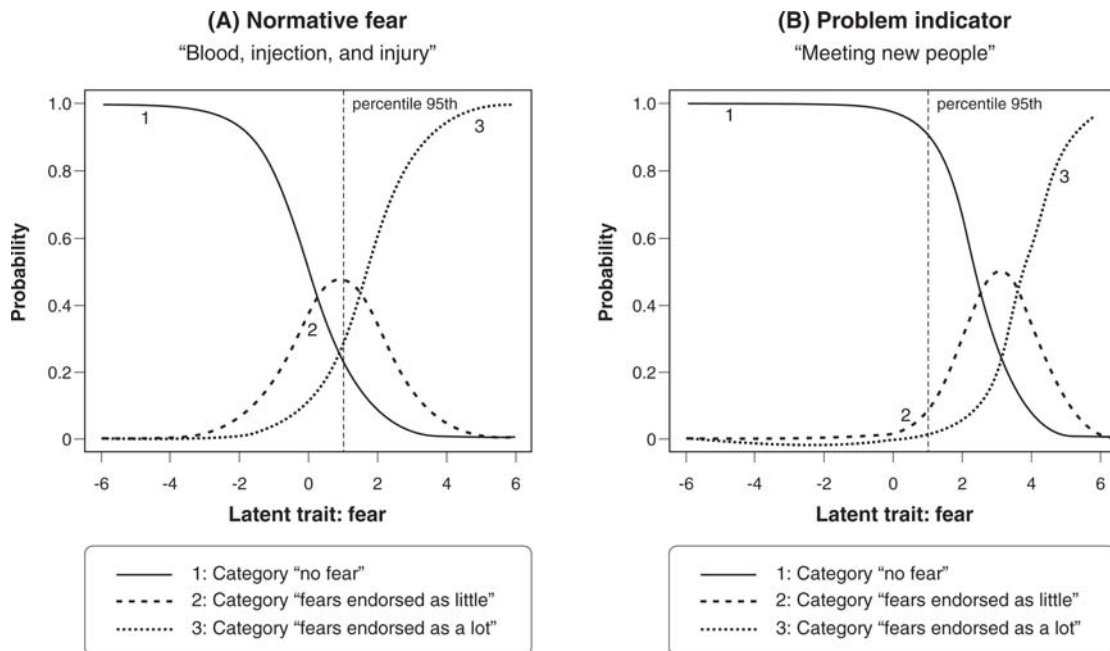 (A) Normative fear
“Blood, injection, and injury”
percentile 95th
1.0
0.8
0.6
0.4
0.2
0
1
2
3
Probability
-6 -4 -2 0 2 4 6
Latent trait: fear
1: Category “no fear”
2: Category “fears endorsed as little”
3: Category “fears endorsed as a lot”
(B) Problem indicator
“Meeting new people”
percentile 95th
1.0
0.8
0.6
0.4
0.2
0
1
2
3
Probability
-6 -4 -2 0 2 4 6
Latent trait: fear
1: Category “no fear”
2: Category “fears endorsed as little”
3: Category “fears endorsed as a lot”